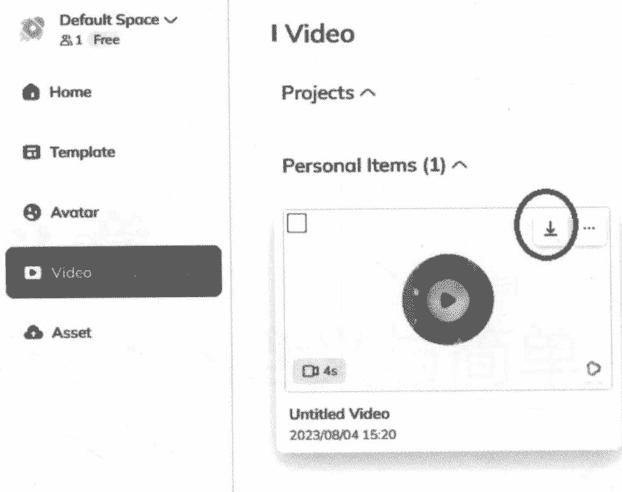 Default Space
1 Free
Home
Template
Avatar
Video
Asset
Video
Projects
Personal Items (1)
...
4s
Untitled Video
2023/08/04 15:20